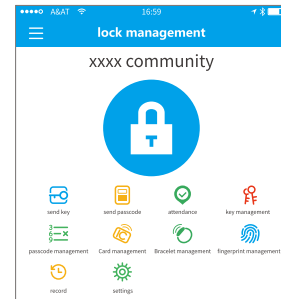 A&AT 16:59
lock management
xxxx community
send key send passcode attendance key management
passcode management Card management Bracelet management fingerprint management
record settings